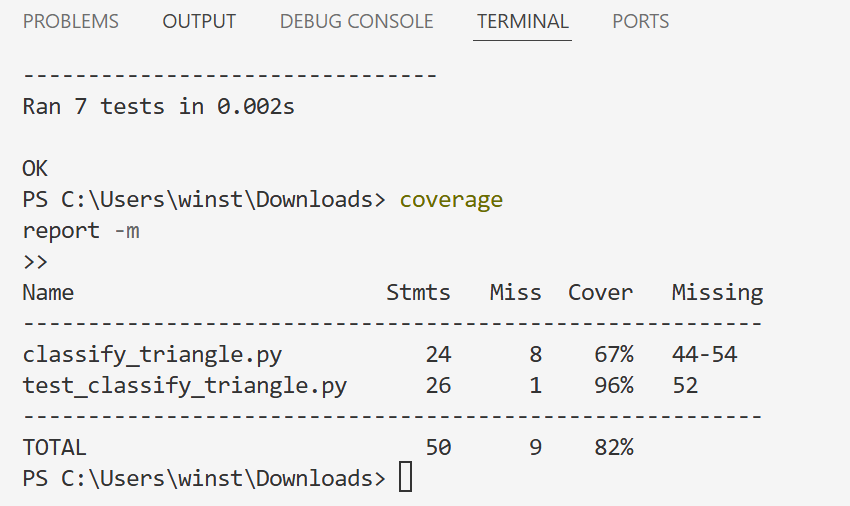 PROBLEMS OUTPUT DEBUG CONSOLE TERMINAL PORTS
--------------------------------
Ran 7 tests in 0.002s
OK
PS C:\Users\winst\Downloads> coverage
report -m
>>
Name Stmts Miss Cover Missing
---------------------------------------------------------
classify_triangle.py 24 8 67% 44-54
test_classify_triangle.py 26 1 96% 52
---------------------------------------------------------
TOTAL 50 9 82%
PS C:\Users\winst\Downloads>